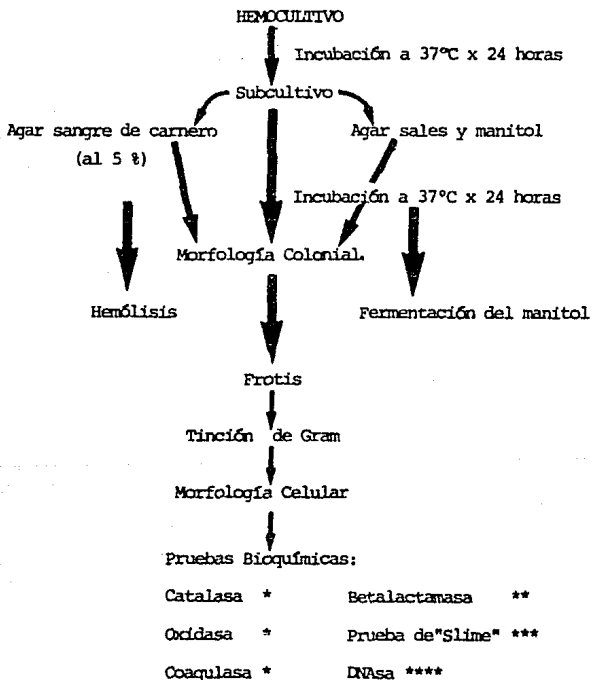 HEMOCULTIVO
Incubación a 37°C x 24 horas
Subcultivo
Agar sangre de carnero Agar sales y manitol
(al 5 %)
Incubación a 37°C x 24 horas
Morfología Colonial.
Hemólisis Fermentación del manitol
Frotis
Tinción de Gram
Morfología Celular
Pruebas Bioquímicas:
Catalasa * Betalactamasa **
Oxidasa * Prueba de"Slime" ***
Coagulasa * DNAsa ****